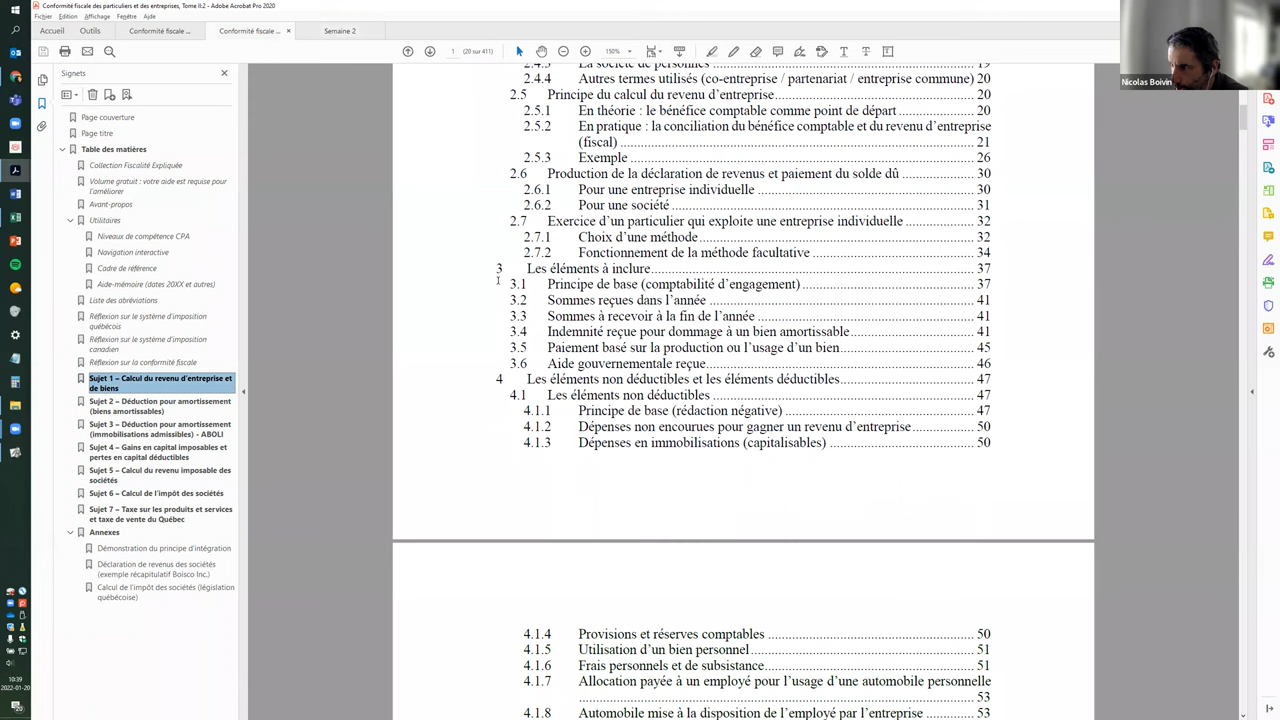 Conformité fiscale des particuliers et des entreprises, Tome II:2 - Adobe Acrobat Pro 2020
Fichier Edition Affichage Fenêtre Aide
Accueil Outils Conformité fiscale ... Conformité fiscale ... × Semaine 2
1 (20 sur 411) 150%
Nicolas Boivin
Signets
Page couverture
Page titre
Table des matières
Collection Fiscalité Expliquée
Volume gratuit : votre aide est requise pour
l'améliorer
Avant-propos
Utilitaires
Niveaux de compétence CPA
Navigation interactive
Cadre de référence
Aide-mémoire (dates 20XX et autres)
Liste des abréviations
Réflexion sur le système d'imposition
québécois
Réflexion sur le système d'imposition
canadien
Réflexion sur la conformité fiscale
Sujet 1 – Calcul du revenu d'entreprise et
de biens
Sujet 2 – Déduction pour amortissement
(biens amortissables)
Sujet 3 – Déduction pour amortissement
(immobilisations admissibles) - ABOLI
Sujet 4 – Gains en capital imposables et
pertes en capital déductibles
Sujet 5 – Calcul du revenu imposable des
sociétés
Sujet 6 – Calcul de l'impôt des sociétés
Sujet 7 – Taxe sur les produits et services
et taxe de vente du Québec
Annexes
Démonstration du principe d'intégration
Déclaration de revenus des sociétés
(exemple récapitulatif Boisco Inc.)
Calcul de l'impôt des sociétés (législation
québécoise)
2.4.3 La société de personnes 19
2.4.4 Autres termes utilisés (co-entreprise / partenariat / entreprise commune) 20
2.5 Principe du calcul du revenu d'entreprise 20
2.5.1 En théorie : le bénéfice comptable comme point de départ 20
2.5.2 En pratique : la conciliation du bénéfice comptable et du revenu d'entreprise
(fiscal) 21
2.5.3 Exemple 26
2.6 Production de la déclaration de revenus et paiement du solde dû 30
2.6.1 Pour une entreprise individuelle 30
2.6.2 Pour une société 31
2.7 Exercice d'un particulier qui exploite une entreprise individuelle 32
2.7.1 Choix d'une méthode 32
2.7.2 Fonctionnement de la méthode facultative 34
3 Les éléments à inclure 37
3.1 Principe de base (comptabilité d'engagement) 37
3.2 Sommes reçues dans l'année 41
3.3 Sommes à recevoir à la fin de l'année 41
3.4 Indemnité reçue pour dommage à un bien amortissable 41
3.5 Paiement basé sur la production ou l'usage d'un bien 45
3.6 Aide gouvernementale reçue 46
4 Les éléments non déductibles et les éléments déductibles 47
4.1 Les éléments non déductibles 47
4.1.1 Principe de base (rédaction négative) 47
4.1.2 Dépenses non encourues pour gagner un revenu d'entreprise 50
4.1.3 Dépenses en immobilisations (capitalisables) 50
4.1.4 Provisions et réserves comptables 50
4.1.5 Utilisation d'un bien personnel 51
4.1.6 Frais personnels et de subsistance 51
4.1.7 Allocation payée à un employé pour l'usage d'une automobile personnelle
53
4.1.8 Automobile mise à la disposition de l'employé par l'entreprise 53
10:39
2022-01-20